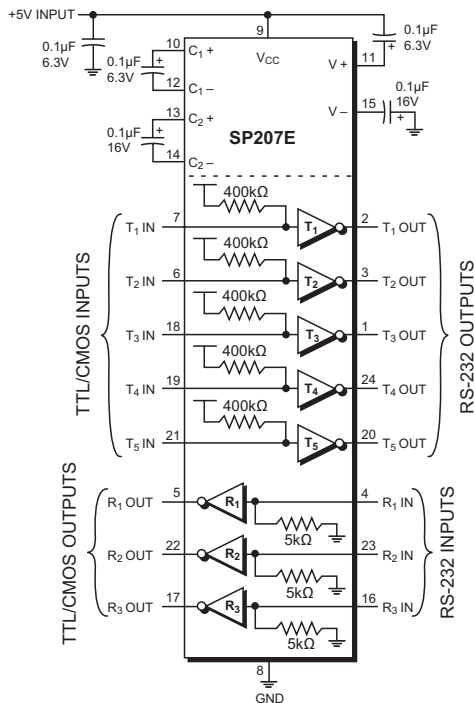 +5V INPUT
0.1µF
6.3V
9
VCC
0.1µF
6.3V
10
C1 +
0.1µF
6.3V
12
C1 –
V +
11
13
C2 +
0.1µF
16V
14
C2 –
V –
15
0.1µF
16V
SP207E
400kΩ
T1 IN
7
T1
2
T1 OUT
400kΩ
T2 IN
6
T2
3
T2 OUT
400kΩ
T3 IN
18
T3
1
T3 OUT
400kΩ
T4 IN
19
T4
24
T4 OUT
400kΩ
T5 IN
21
T5
20
T5 OUT
TTL/CMOS INPUTS
RS-232 OUTPUTS
R1 OUT
5
R1
4
R1 IN
5kΩ
R2 OUT
22
R2
23
R2 IN
5kΩ
R3 OUT
17
R3
16
R3 IN
5kΩ
TTL/CMOS OUTPUTS
RS-232 INPUTS
8
GND
+
+
+
+